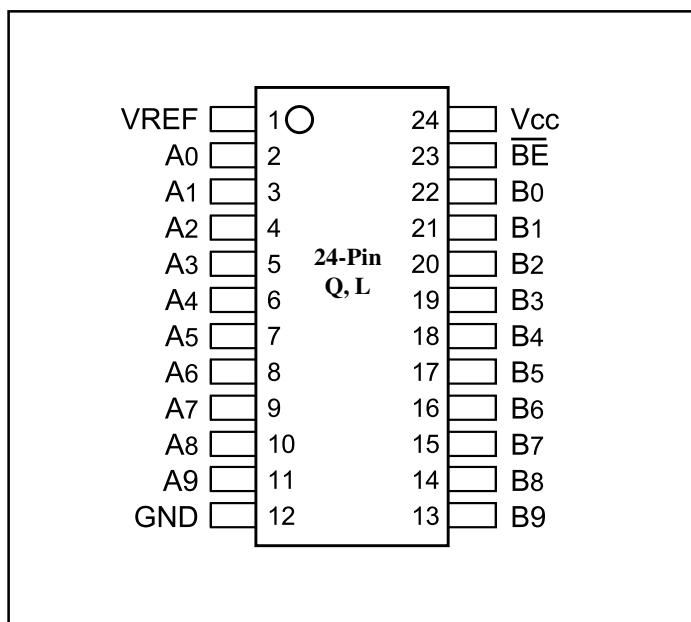 VREF 1 24 Vcc
A0 2 23 B̅E̅
A1 3 22 B0
A2 4 21 B1
A3 5 24-Pin 20 B2
Q, L
A4 6 19 B3
A5 7 18 B4
A6 8 17 B5
A7 9 16 B6
A8 10 15 B7
A9 11 14 B8
GND 12 13 B9